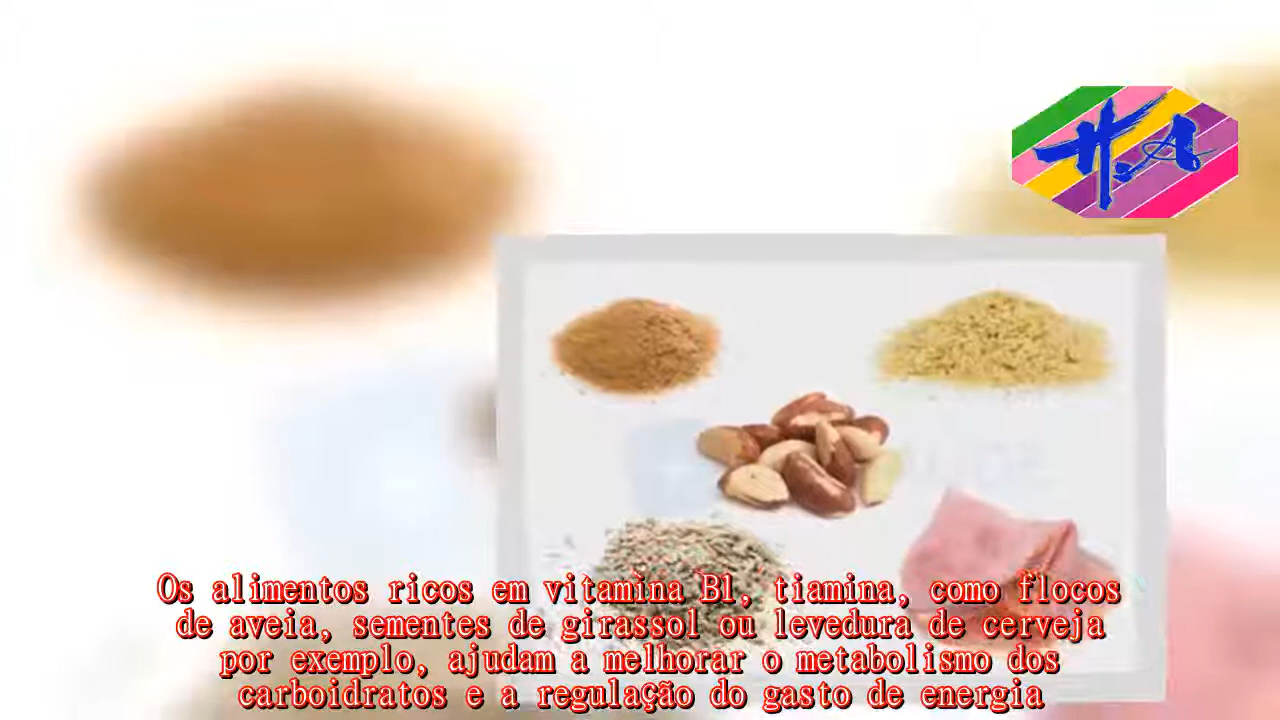 H.A
Os alimentos ricos em vitamina B1, tiamina, como flocos
de aveia, sementes de girassol ou levedura de cerveja
por exemplo, ajudam a melhorar o metabolismo dos
carboidratos e a regulação do gasto de energia